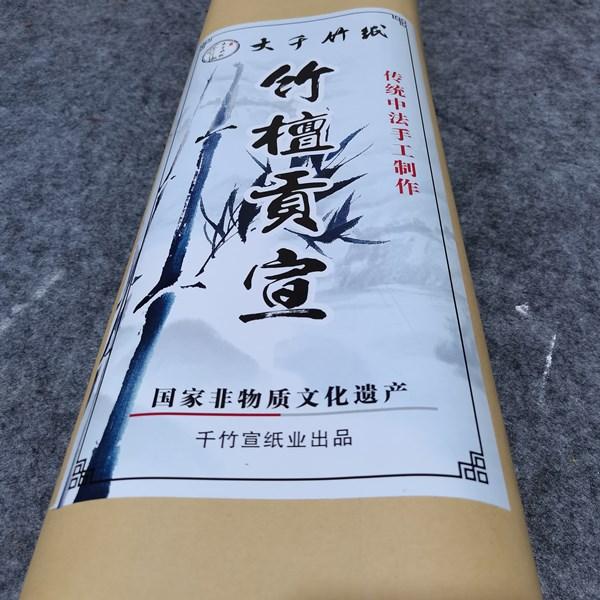 大千竹纸
竹檀贡宣
传统中法手工制作
国家非物质文化遗产
千竹宣纸业出品